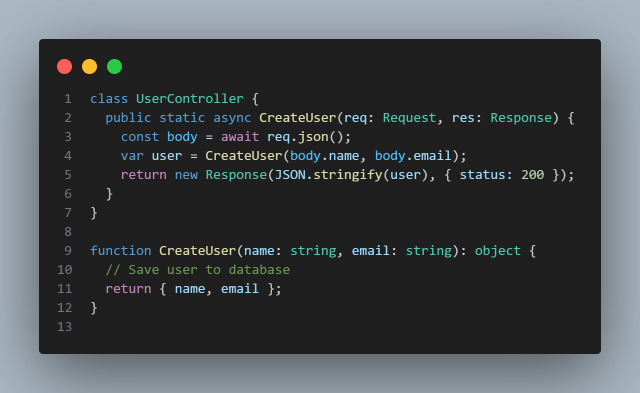 1 class UserController {
2   public static async CreateUser(req: Request, res: Response) {
3     const body = await req.json();
4     var user = CreateUser(body.name, body.email);
5     return new Response(JSON.stringify(user), { status: 200 });
6   }
7 }
8
9 function CreateUser(name: string, email: string): object {
10   // Save user to database
11   return { name, email };
12 }
13